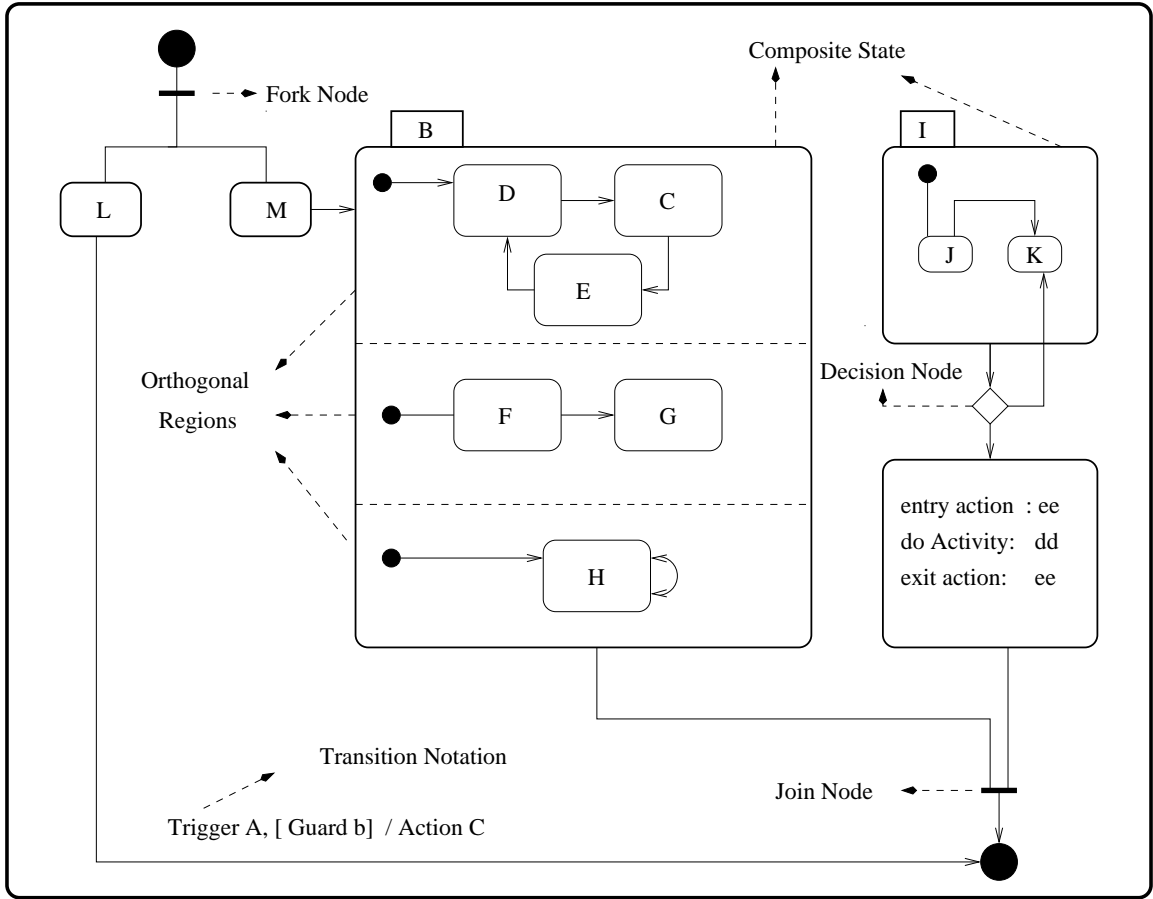 Composite State
Fork Node
B
I
D
C
L
M
J
K
E
Decision Node
Orthogonal
Regions
F
G
entry action : ee
do Activity: dd
exit action: ee
H
Transition Notation
Join Node
Trigger A, [ Guard b] / Action C